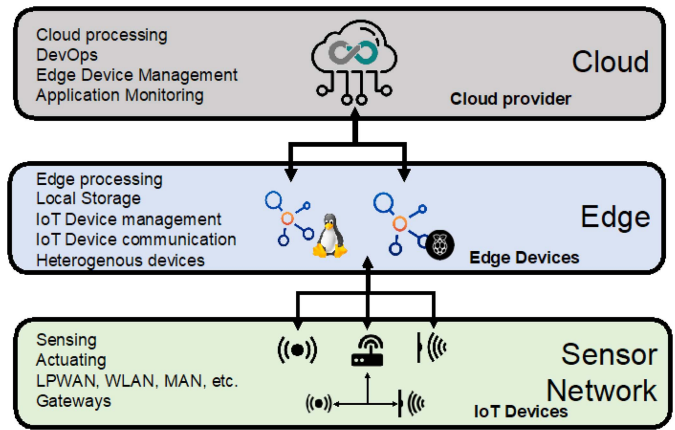 Cloud processing
DevOps
Edge Device Management
Application Monitoring
Cloud
Cloud provider
Edge processing
Local Storage
IoT Device management
IoT Device communication
Heterogenous devices
Edge
Edge Devices
Sensing
Actuating
LPWAN, WLAN, MAN, etc.
Gateways
Sensor
Network
IoT Devices